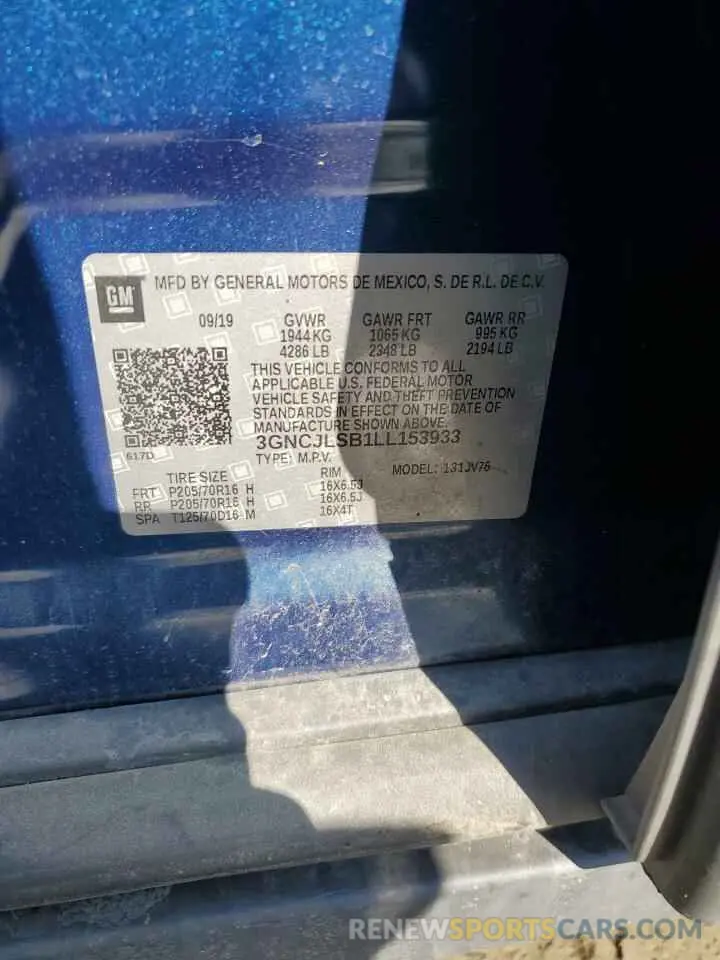 GM
MFD BY GENERAL MOTORS DE MEXICO, S. DE R.L. DE C.V.
09/19 GVWR GAWR FRT GAWR RR
1944 KG 1065 KG 995 KG
4286 LB 2348 LB 2194 LB
THIS VEHICLE CONFORMS TO ALL
APPLICABLE U.S. FEDERAL MOTOR
VEHICLE SAFETY AND THEFT PREVENTION
STANDARDS IN EFFECT ON THE DATE OF
MANUFACTURE SHOWN ABOVE.
3GNCJLSB1LL153933
617D
TYPE: M.P.V. MODEL: 131JV76
TIRE SIZE RIM
FRT P205/70R16 H 16X6.5J
RR P205/70R16 H 16X6.5J
SPA T125/70D16 M 16X4T
RENEWSPORTSCARS.COM